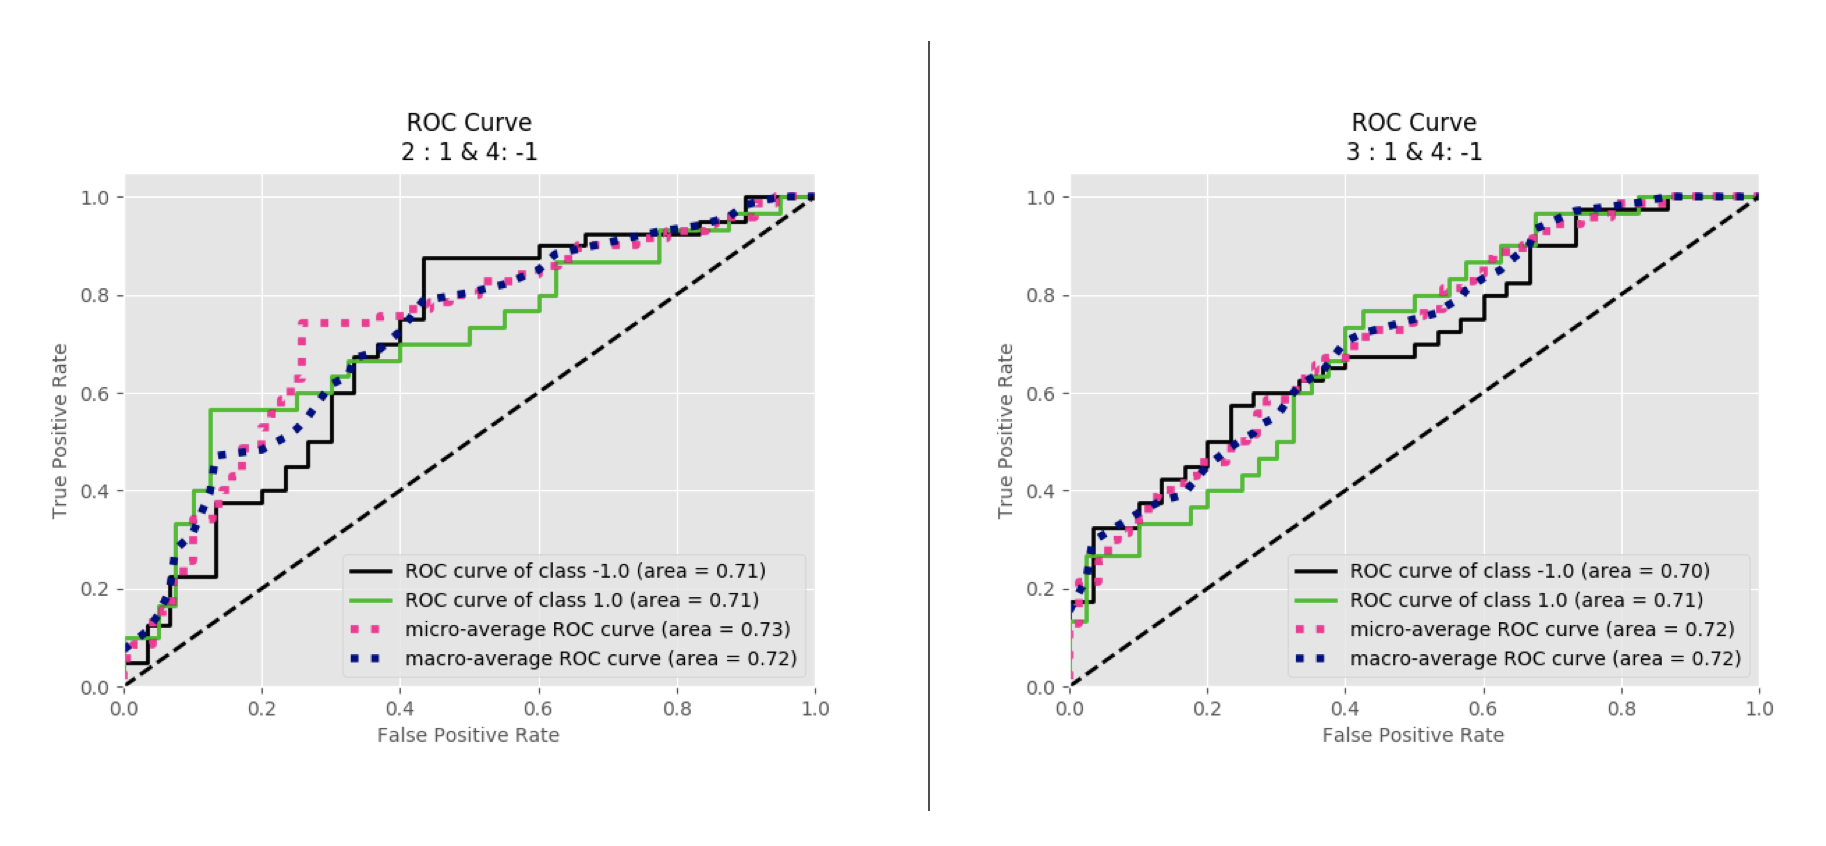 ROC Curve
2 : 1 & 4: -1
True Positive Rate
1.0
0.8
0.6
0.4
0.2
0.0
ROC curve of class -1.0 (area = 0.71)
ROC curve of class 1.0 (area = 0.71)
micro-average ROC curve (area = 0.73)
macro-average ROC curve (area = 0.72)
0.0 0.2 0.4 0.6 0.8 1.0
False Positive Rate
ROC Curve
3 : 1 & 4: -1
True Positive Rate
1.0
0.8
0.6
0.4
0.2
0.0
ROC curve of class -1.0 (area = 0.70)
ROC curve of class 1.0 (area = 0.71)
micro-average ROC curve (area = 0.72)
macro-average ROC curve (area = 0.72)
0.0 0.2 0.4 0.6 0.8 1.0
False Positive Rate